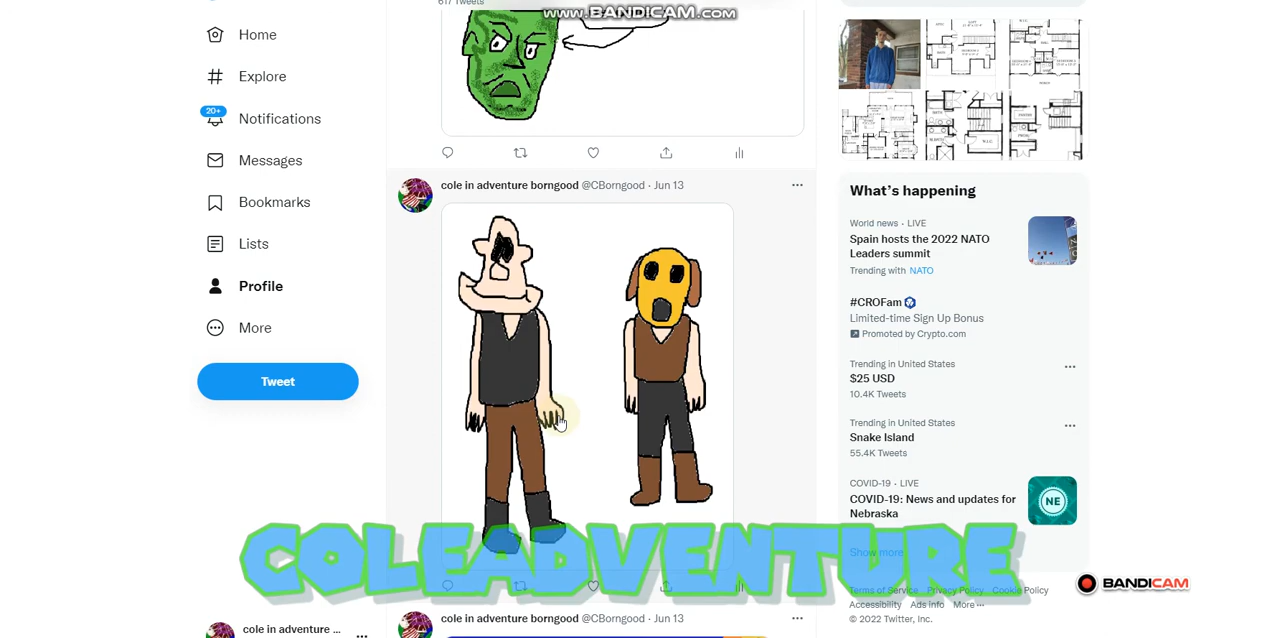 617 Tweets
www.BANDICAM.com
Home
Explore
20+
Notifications
Messages
Bookmarks
Lists
Profile
More
Tweet
cole in adventure borngood @CBorngood · Jun 13
What's happening
World news · LIVE
Spain hosts the 2022 NATO
Leaders summit
Trending with NATO
#CROFam
Limited-time Sign Up Bonus
Promoted by Crypto.com
Trending in United States
$25 USD
10.4K Tweets
Trending in United States
Snake Island
55.4K Tweets
COVID-19 · LIVE
COVID-19: News and updates for
Nebraska
NE
Show more
COLEADVENTURE
BANDICAM
Terms of Service Privacy Policy Cookie Policy
Accessibility Ads info More ···
© 2022 Twitter, Inc.
cole in adventure borngood @CBorngood · Jun 13
cole in adventure ...